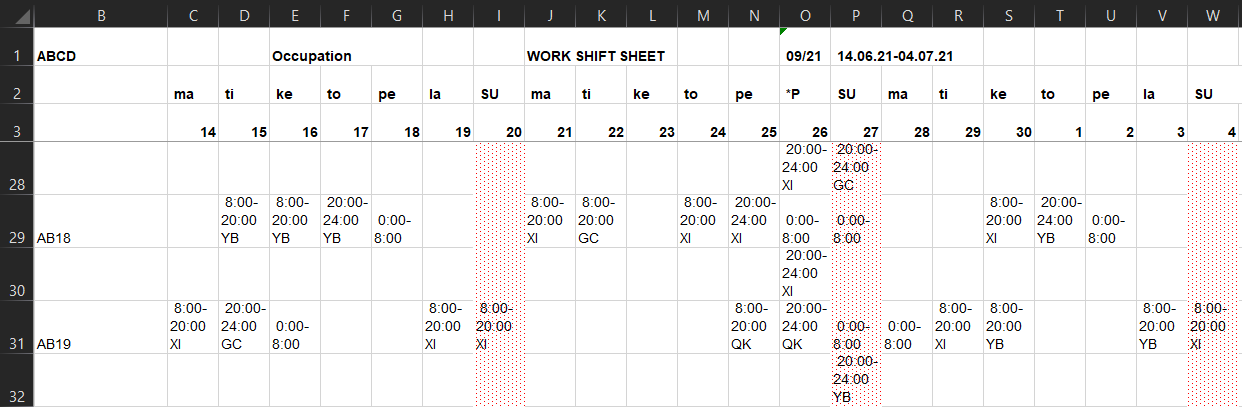 B C D E F G H I J K L M N O P Q R S T U V W
1 ABCD Occupation WORK SHIFT SHEET 09/21 14.06.21-04.07.21
2 ma ti ke to pe la SU ma ti ke to pe *P SU ma ti ke to pe la SU
3 14 15 16 17 18 19 20 21 22 23 24 25 26 27 28 29 30 1 2 3 4
20:00- 20:00-
24:00 24:00
28 XI GC
8:00- 8:00- 20:00- 8:00- 8:00- 8:00- 20:00- 8:00- 20:00-
20:00 20:00 24:00 0:00- 20:00 20:00 20:00 24:00 0:00- 0:00- 20:00 24:00 0:00-
29 AB18 YB YB YB 8:00 XI GC XI XI 8:00 8:00 XI YB 8:00
20:00-
24:00
30 XI
8:00- 20:00- 8:00- 8:00- 8:00- 20:00- 8:00- 8:00- 8:00- 8:00-
20:00 24:00 0:00- 20:00 20:00 20:00 24:00 0:00- 0:00- 20:00 20:00 20:00 20:00
31 AB19 XI GC 8:00 XI XI QK QK 8:00 8:00 XI YB YB XI
20:00-
24:00
32 YB